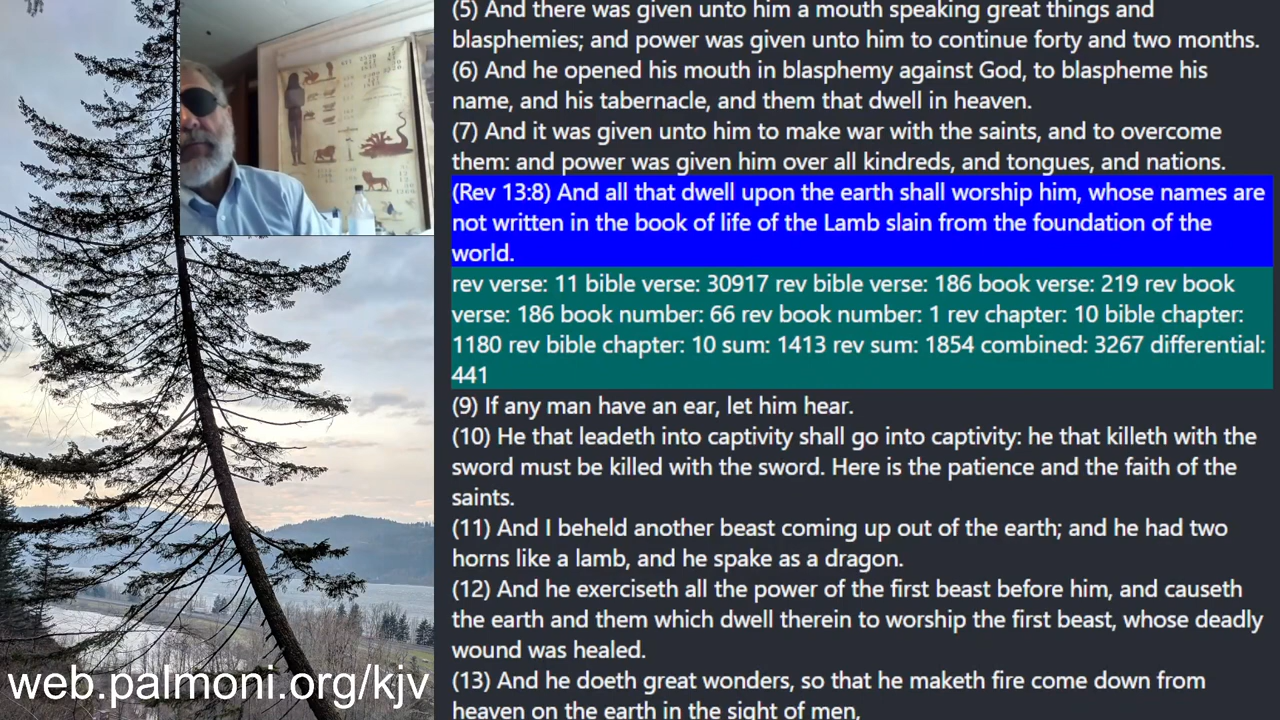 (5) And there was given unto him a mouth speaking great things and
blasphemies; and power was given unto him to continue forty and two months.
(6) And he opened his mouth in blasphemy against God, to blaspheme his
name, and his tabernacle, and them that dwell in heaven.
(7) And it was given unto him to make war with the saints, and to overcome
them: and power was given him over all kindreds, and tongues, and nations.
(Rev 13:8) And all that dwell upon the earth shall worship him, whose names are
not written in the book of life of the Lamb slain from the foundation of the
world.
rev verse: 11 bible verse: 30917 rev bible verse: 186 book verse: 219 rev book
verse: 186 book number: 66 rev book number: 1 rev chapter: 10 bible chapter:
1180 rev bible chapter: 10 sum: 1413 rev sum: 1854 combined: 3267 differential:
441
(9) If any man have an ear, let him hear.
(10) He that leadeth into captivity shall go into captivity: he that killeth with the
sword must be killed with the sword. Here is the patience and the faith of the
saints.
(11) And I beheld another beast coming up out of the earth; and he had two
horns like a lamb, and he spake as a dragon.
(12) And he exerciseth all the power of the first beast before him, and causeth
the earth and them which dwell therein to worship the first beast, whose deadly
wound was healed.
(13) And he doeth great wonders, so that he maketh fire come down from
heaven on the earth in the sight of men,
web.palmoni.org/kjv